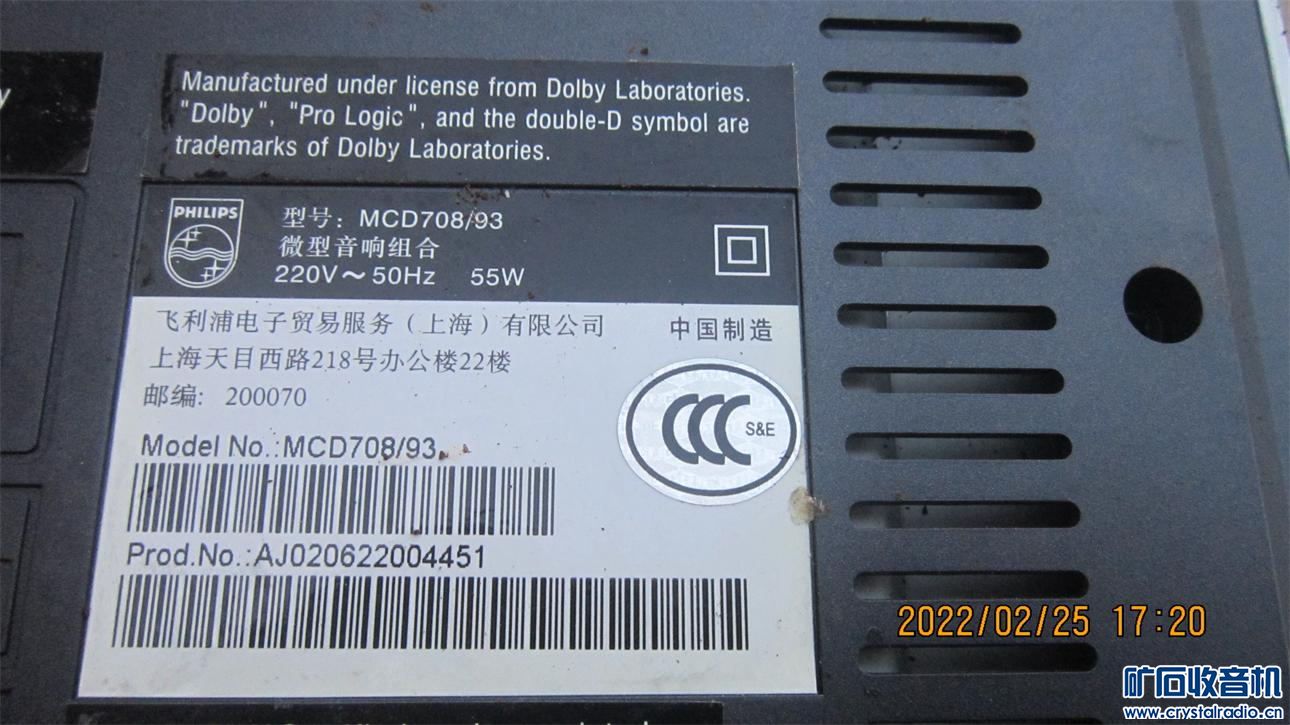 Manufactured under license from Dolby Laboratories.
"Dolby", "Pro Logic", and the double-D symbol are
trademarks of Dolby Laboratories.
PHILIPS
型号: MCD708/93
微型音响组合
220V～50Hz 55W
飞利浦电子贸易服务（上海）有限公司
中国制造
上海天目西路218号办公楼22楼
邮编: 200070
CCC S&E
Model No.:MCD708/93
Prod.No.:AJ020622004451
2022/02/25 17:20
矿石收音机
www.crystalradio.cn